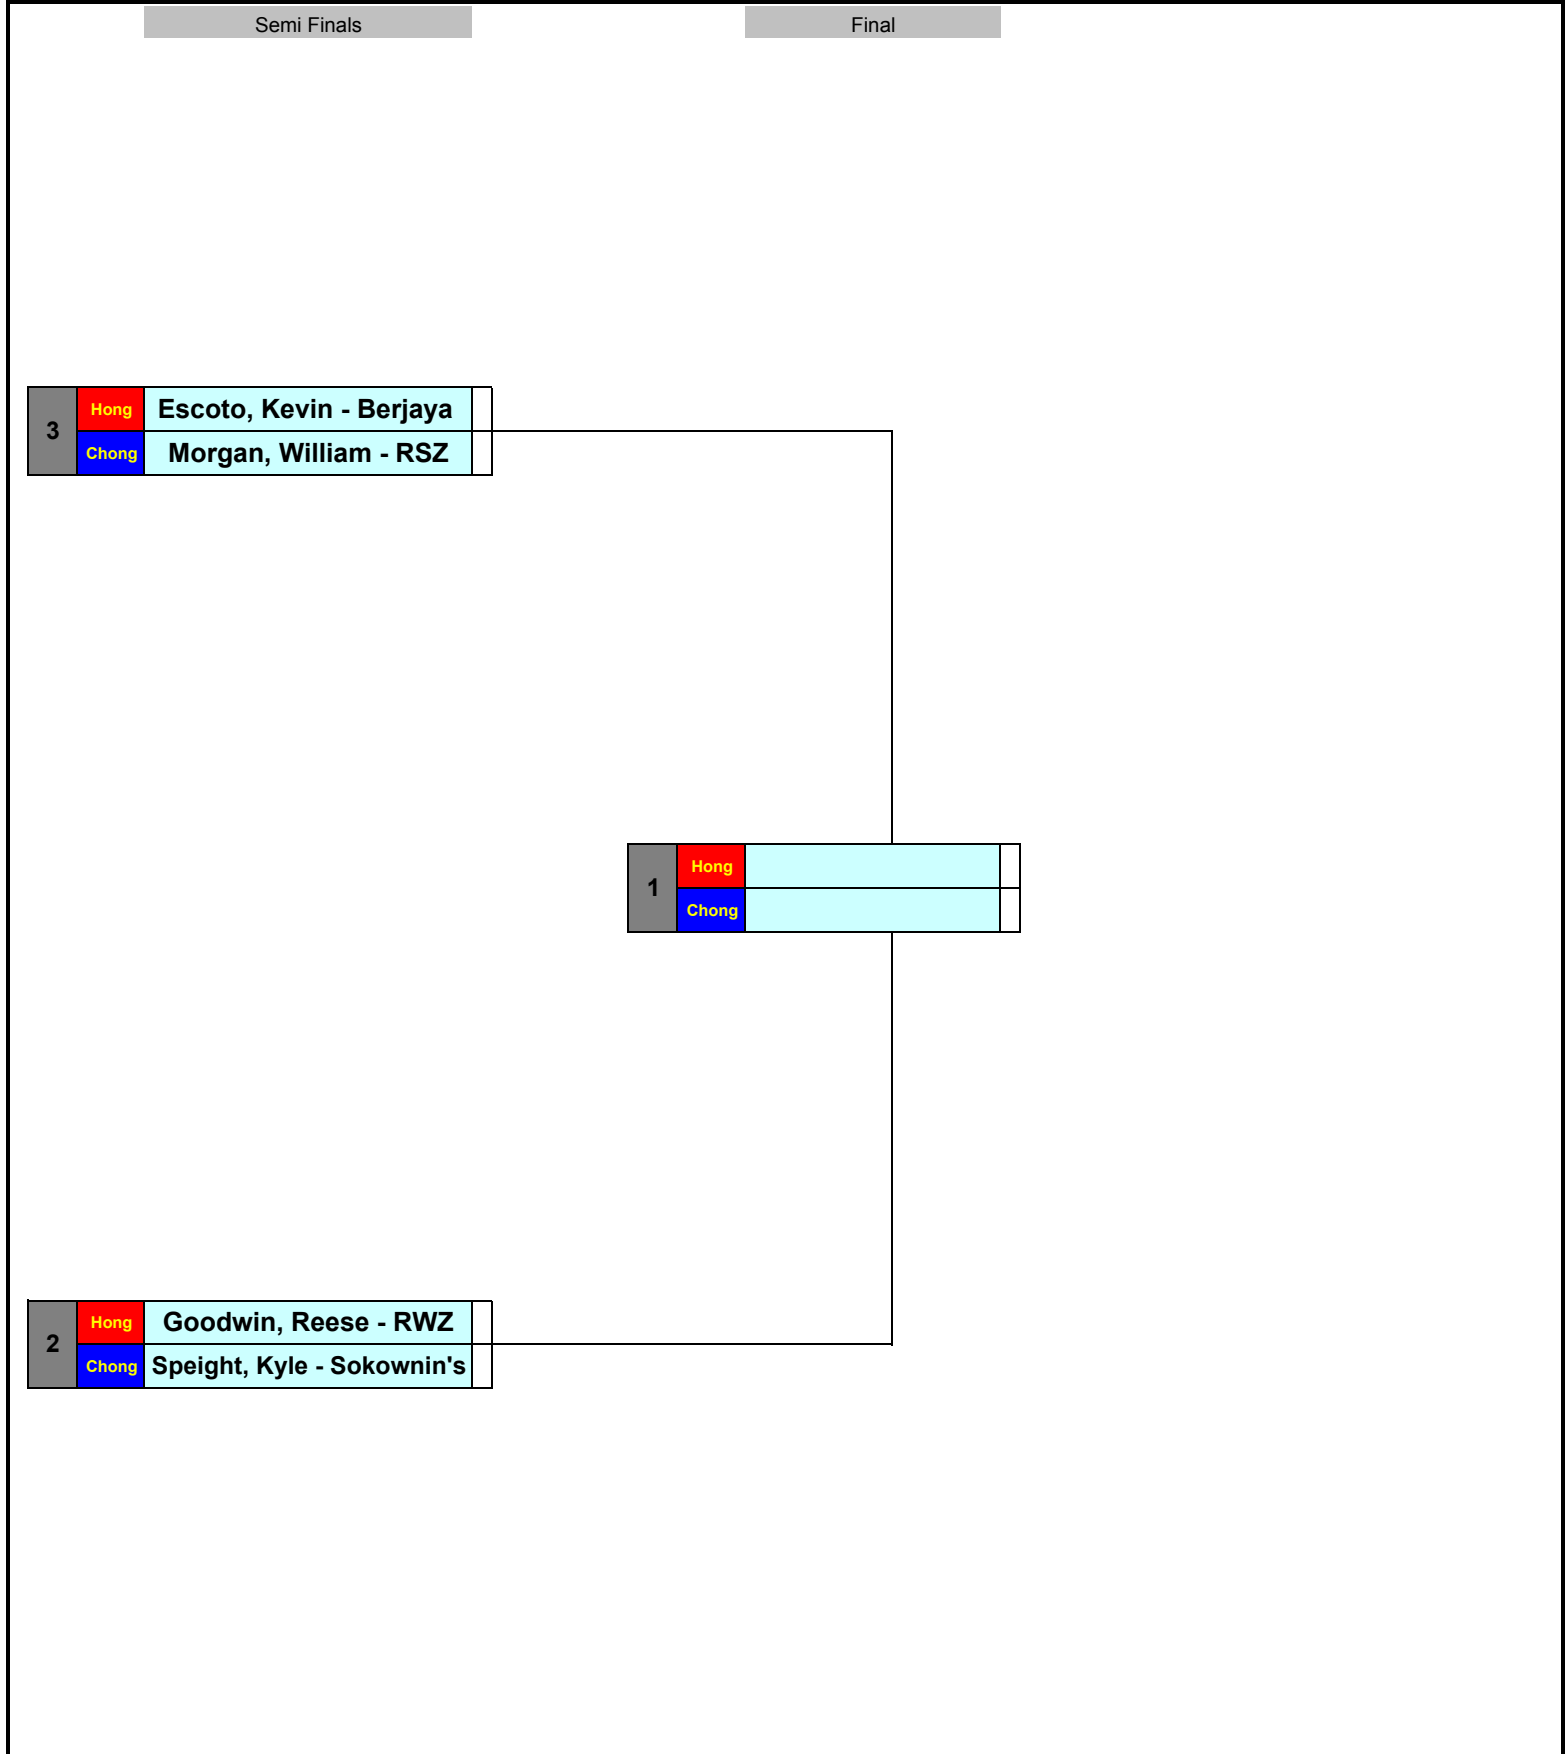 Semi Finals
Final
3
Hong
Escoto, Kevin - Berjaya
Chong
Morgan, William - RSZ
1
Hong
Chong
2
Hong
Goodwin, Reese - RWZ
Chong
Speight, Kyle - Sokownin's